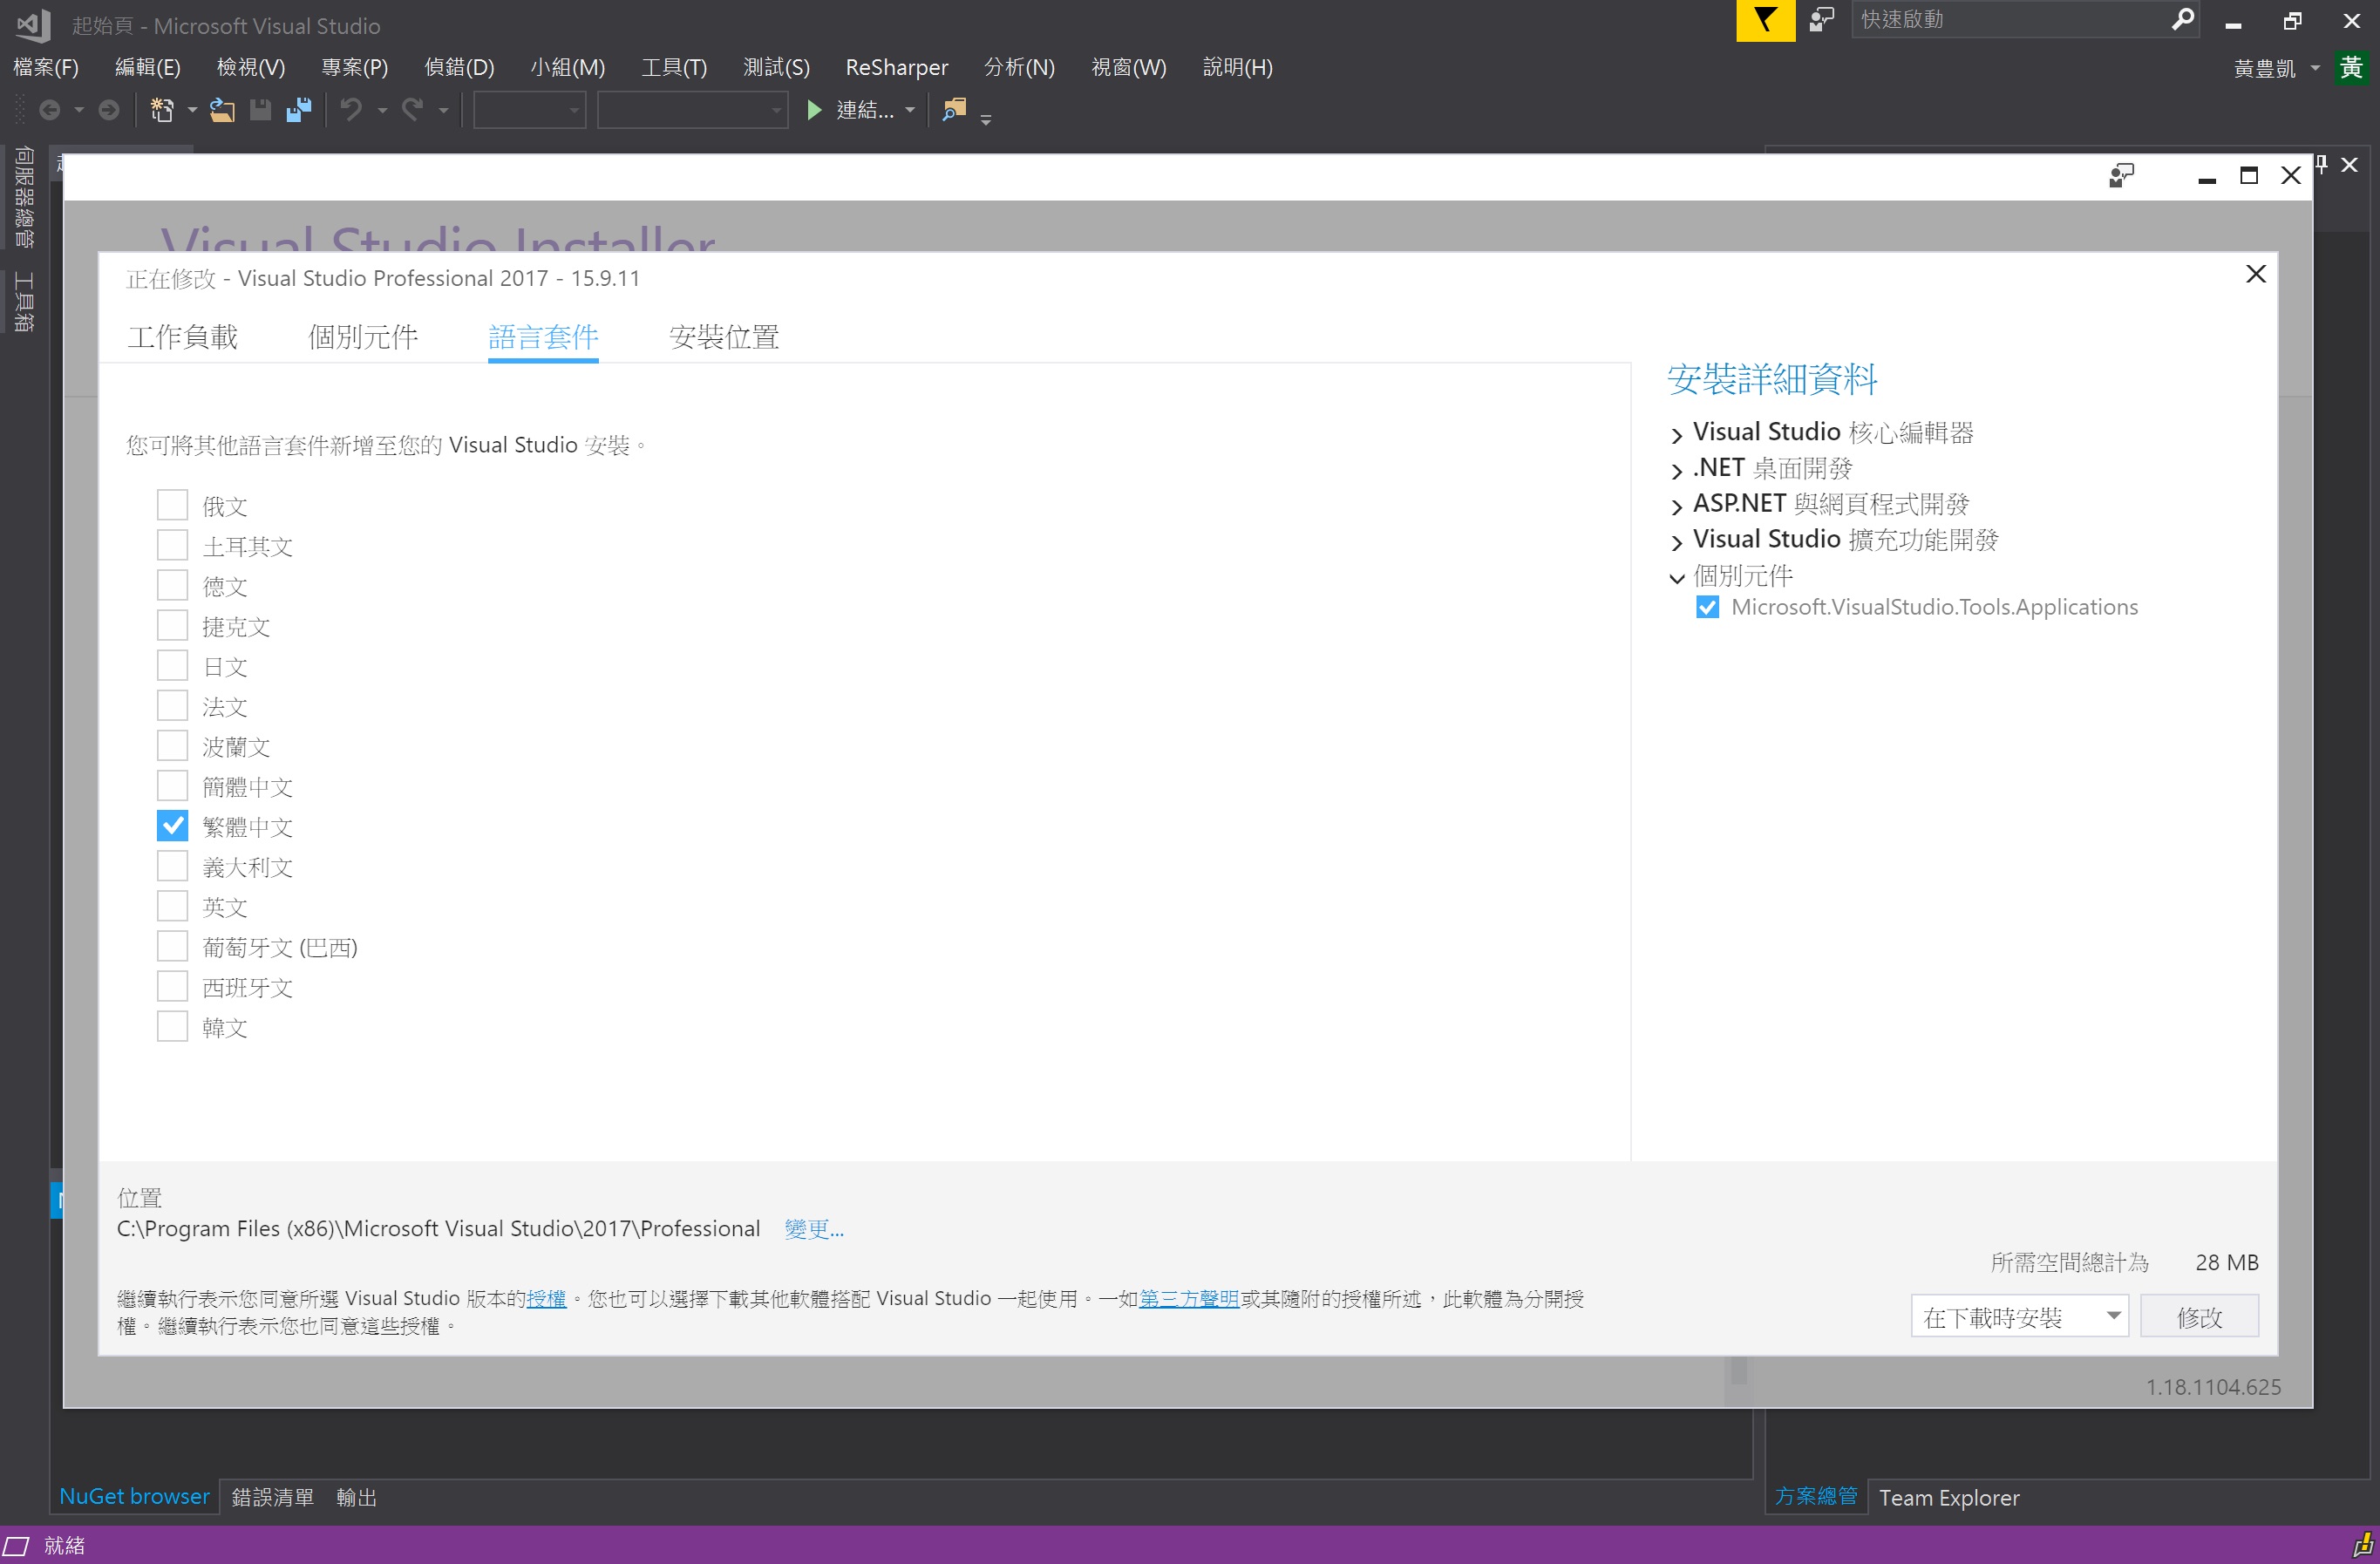 起始頁 - Microsoft Visual Studio
快速啟動
檔案(F) 編輯(E) 檢視(V) 專案(P) 偵錯(D) 小組(M) 工具(T) 測試(S) ReSharper 分析(N) 視窗(W) 說明(H)
黃豊凱 黃
連結...
伺服器總管
工具箱
Visual Studio Installer
正在修改 - Visual Studio Professional 2017 - 15.9.11
工作負載 個別元件 語言套件 安裝位置
您可將其他語言套件新增至您的 Visual Studio 安裝。
俄文
土耳其文
德文
捷克文
日文
法文
波蘭文
簡體中文
繁體中文
義大利文
英文
葡萄牙文 (巴西)
西班牙文
韓文
安裝詳細資料
Visual Studio 核心編輯器
.NET 桌面開發
ASP.NET 與網頁程式開發
Visual Studio 擴充功能開發
個別元件
Microsoft.VisualStudio.Tools.Applications
位置
C:\Program Files (x86)\Microsoft Visual Studio\2017\Professional 變更...
所需空間總計為 28 MB
繼續執行表示您同意所選 Visual Studio 版本的授權。您也可以選擇下載其他軟體搭配 Visual Studio 一起使用。一如第三方聲明或其隨附的授權所述，此軟體為分開授
權。繼續執行表示您也同意這些授權。
在下載時安裝 修改
1.18.1104.625
NuGet browser 錯誤清單 輸出
方案總管 Team Explorer
就緒